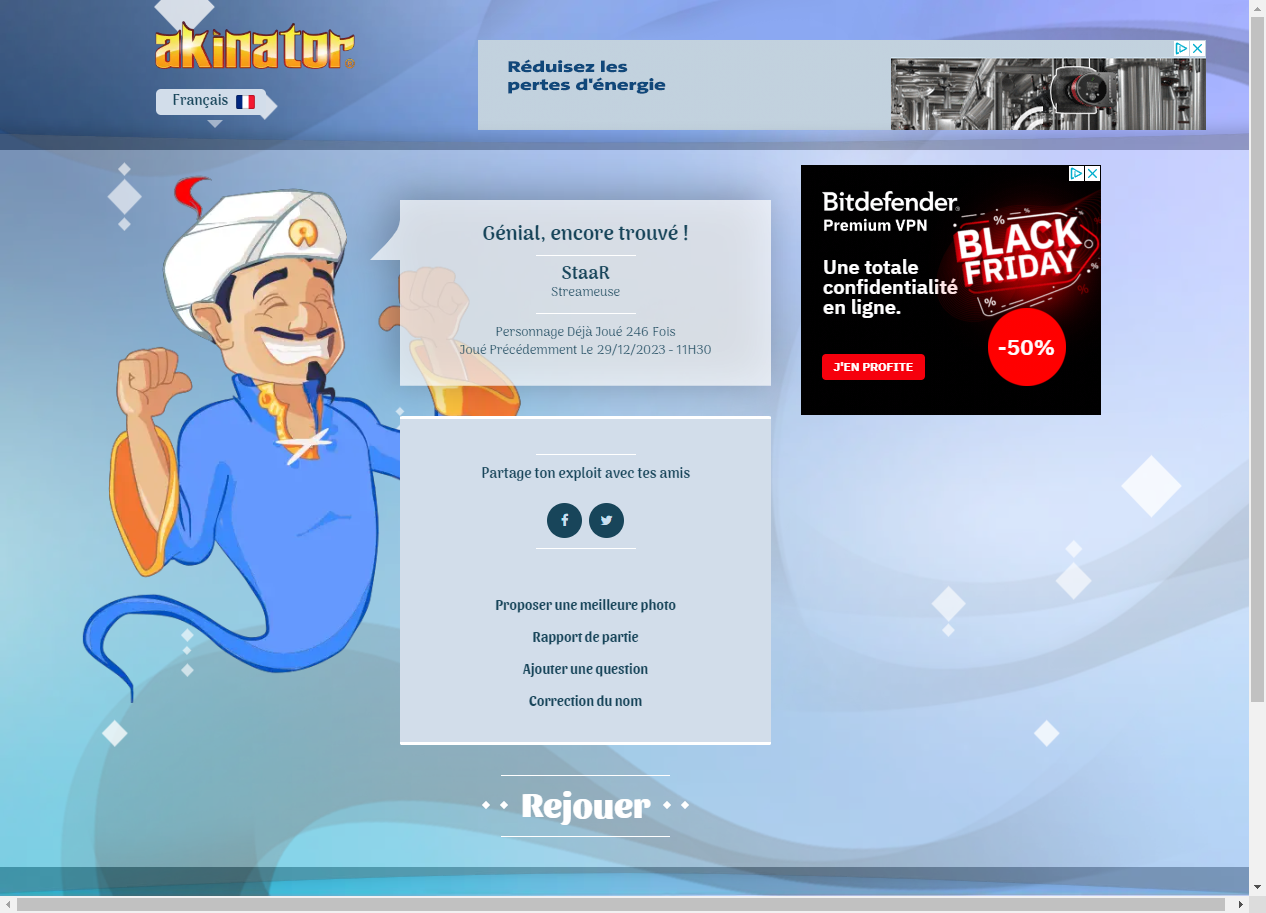 akinator
Français
Réduisez les
pertes d'énergie
Génial, encore trouvé !
StaaR
Streameuse
Personnage Déjà Joué 246 Fois
Joué Précédemment Le 29/12/2023 - 11H30
Bitdefender
Premium VPN
BLACK
FRIDAY
Une totale
confidentialité
en ligne.
-50%
J'EN PROFITE
Partage ton exploit avec tes amis
Proposer une meilleure photo
Rapport de partie
Ajouter une question
Correction du nom
Rejouer